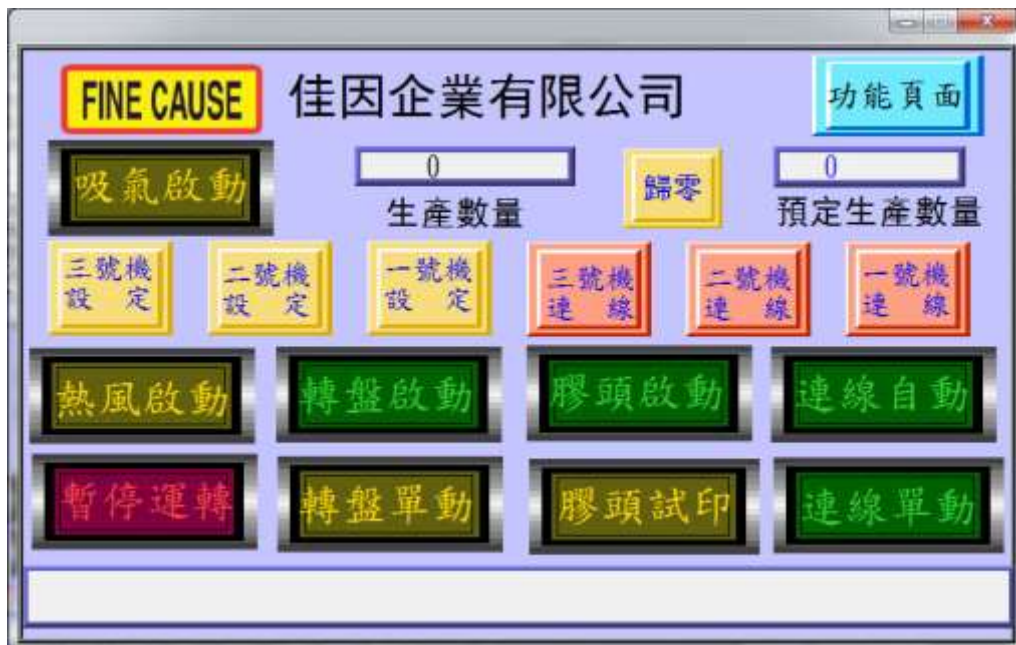 FINE CAUSE
佳因企業有限公司
功能頁面
吸氣啟動
0
生產數量
歸零
0
預定生產數量
三號機
設 定
二號機
設 定
一號機
設 定
三號機
連 線
二號機
連 線
一號機
連 線
熱風啟動
轉盤啟動
膠頭啟動
連線自動
暫停運轉
轉盤單動
膠頭試印
連線單動